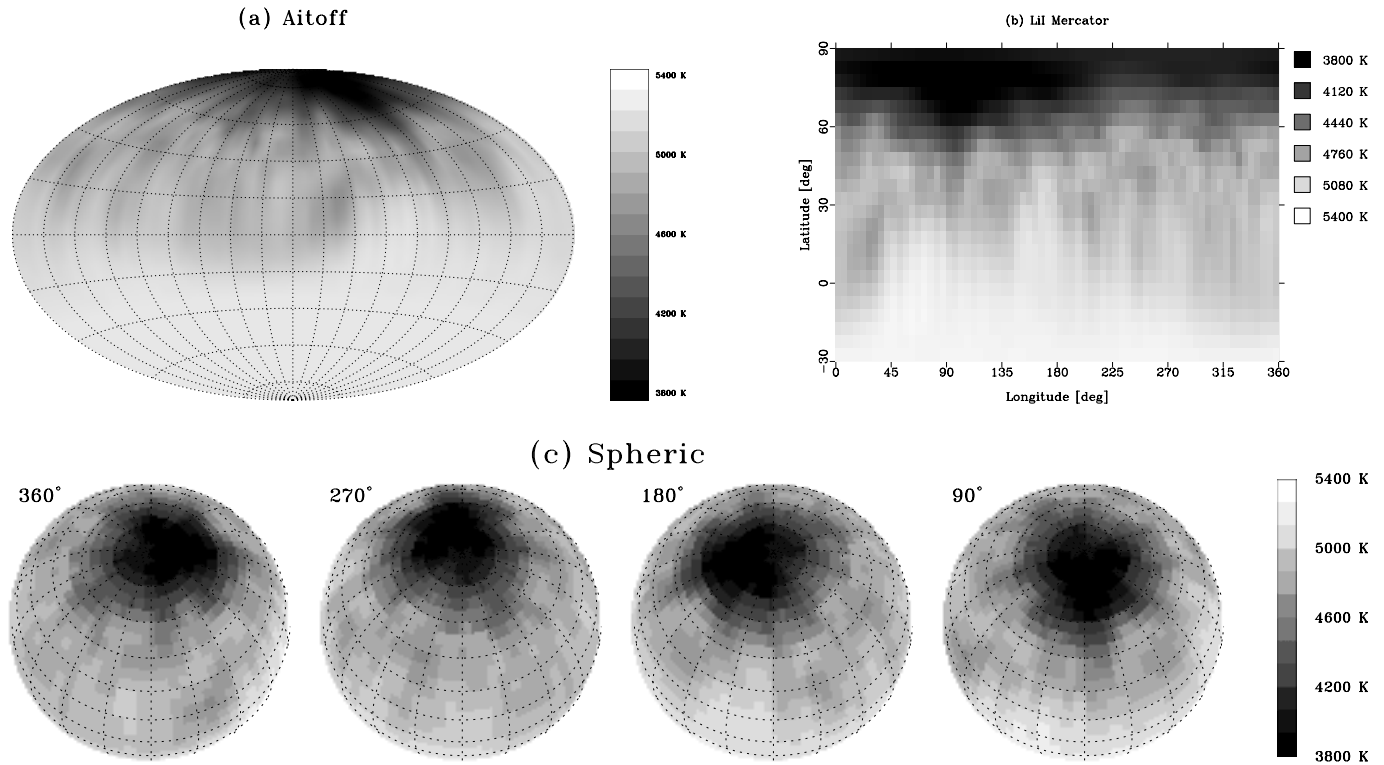 (a) Aitoff
5400 K
5000 K
4600 K
4200 K
3800 K
(b) LiI Mercator
90
60
30
0
-30
Latitude [deg]
0 45 90 135 180 225 270 315 360
Longitude [deg]
3800 K
4120 K
4440 K
4760 K
5080 K
5400 K
(c) Spheric
360°
270°
180°
90°
5400 K
5000 K
4600 K
4200 K
3800 K